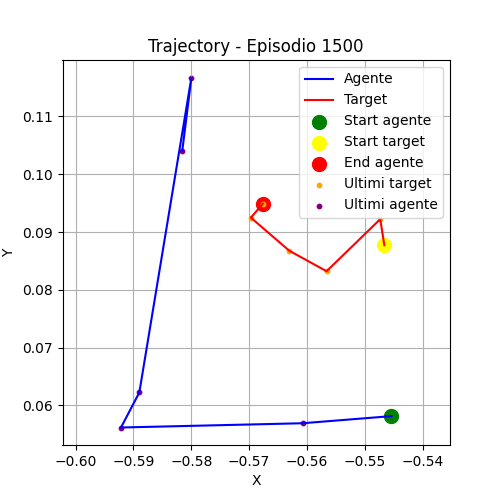 Trajectory - Episodio 1500
Agente
Target
Start agente
Start target
End agente
Ultimi target
Ultimi agente
0.11
0.10
0.09
0.08
0.07
0.06
Y
−0.60 −0.59 −0.58 −0.57 −0.56 −0.55 −0.54
X